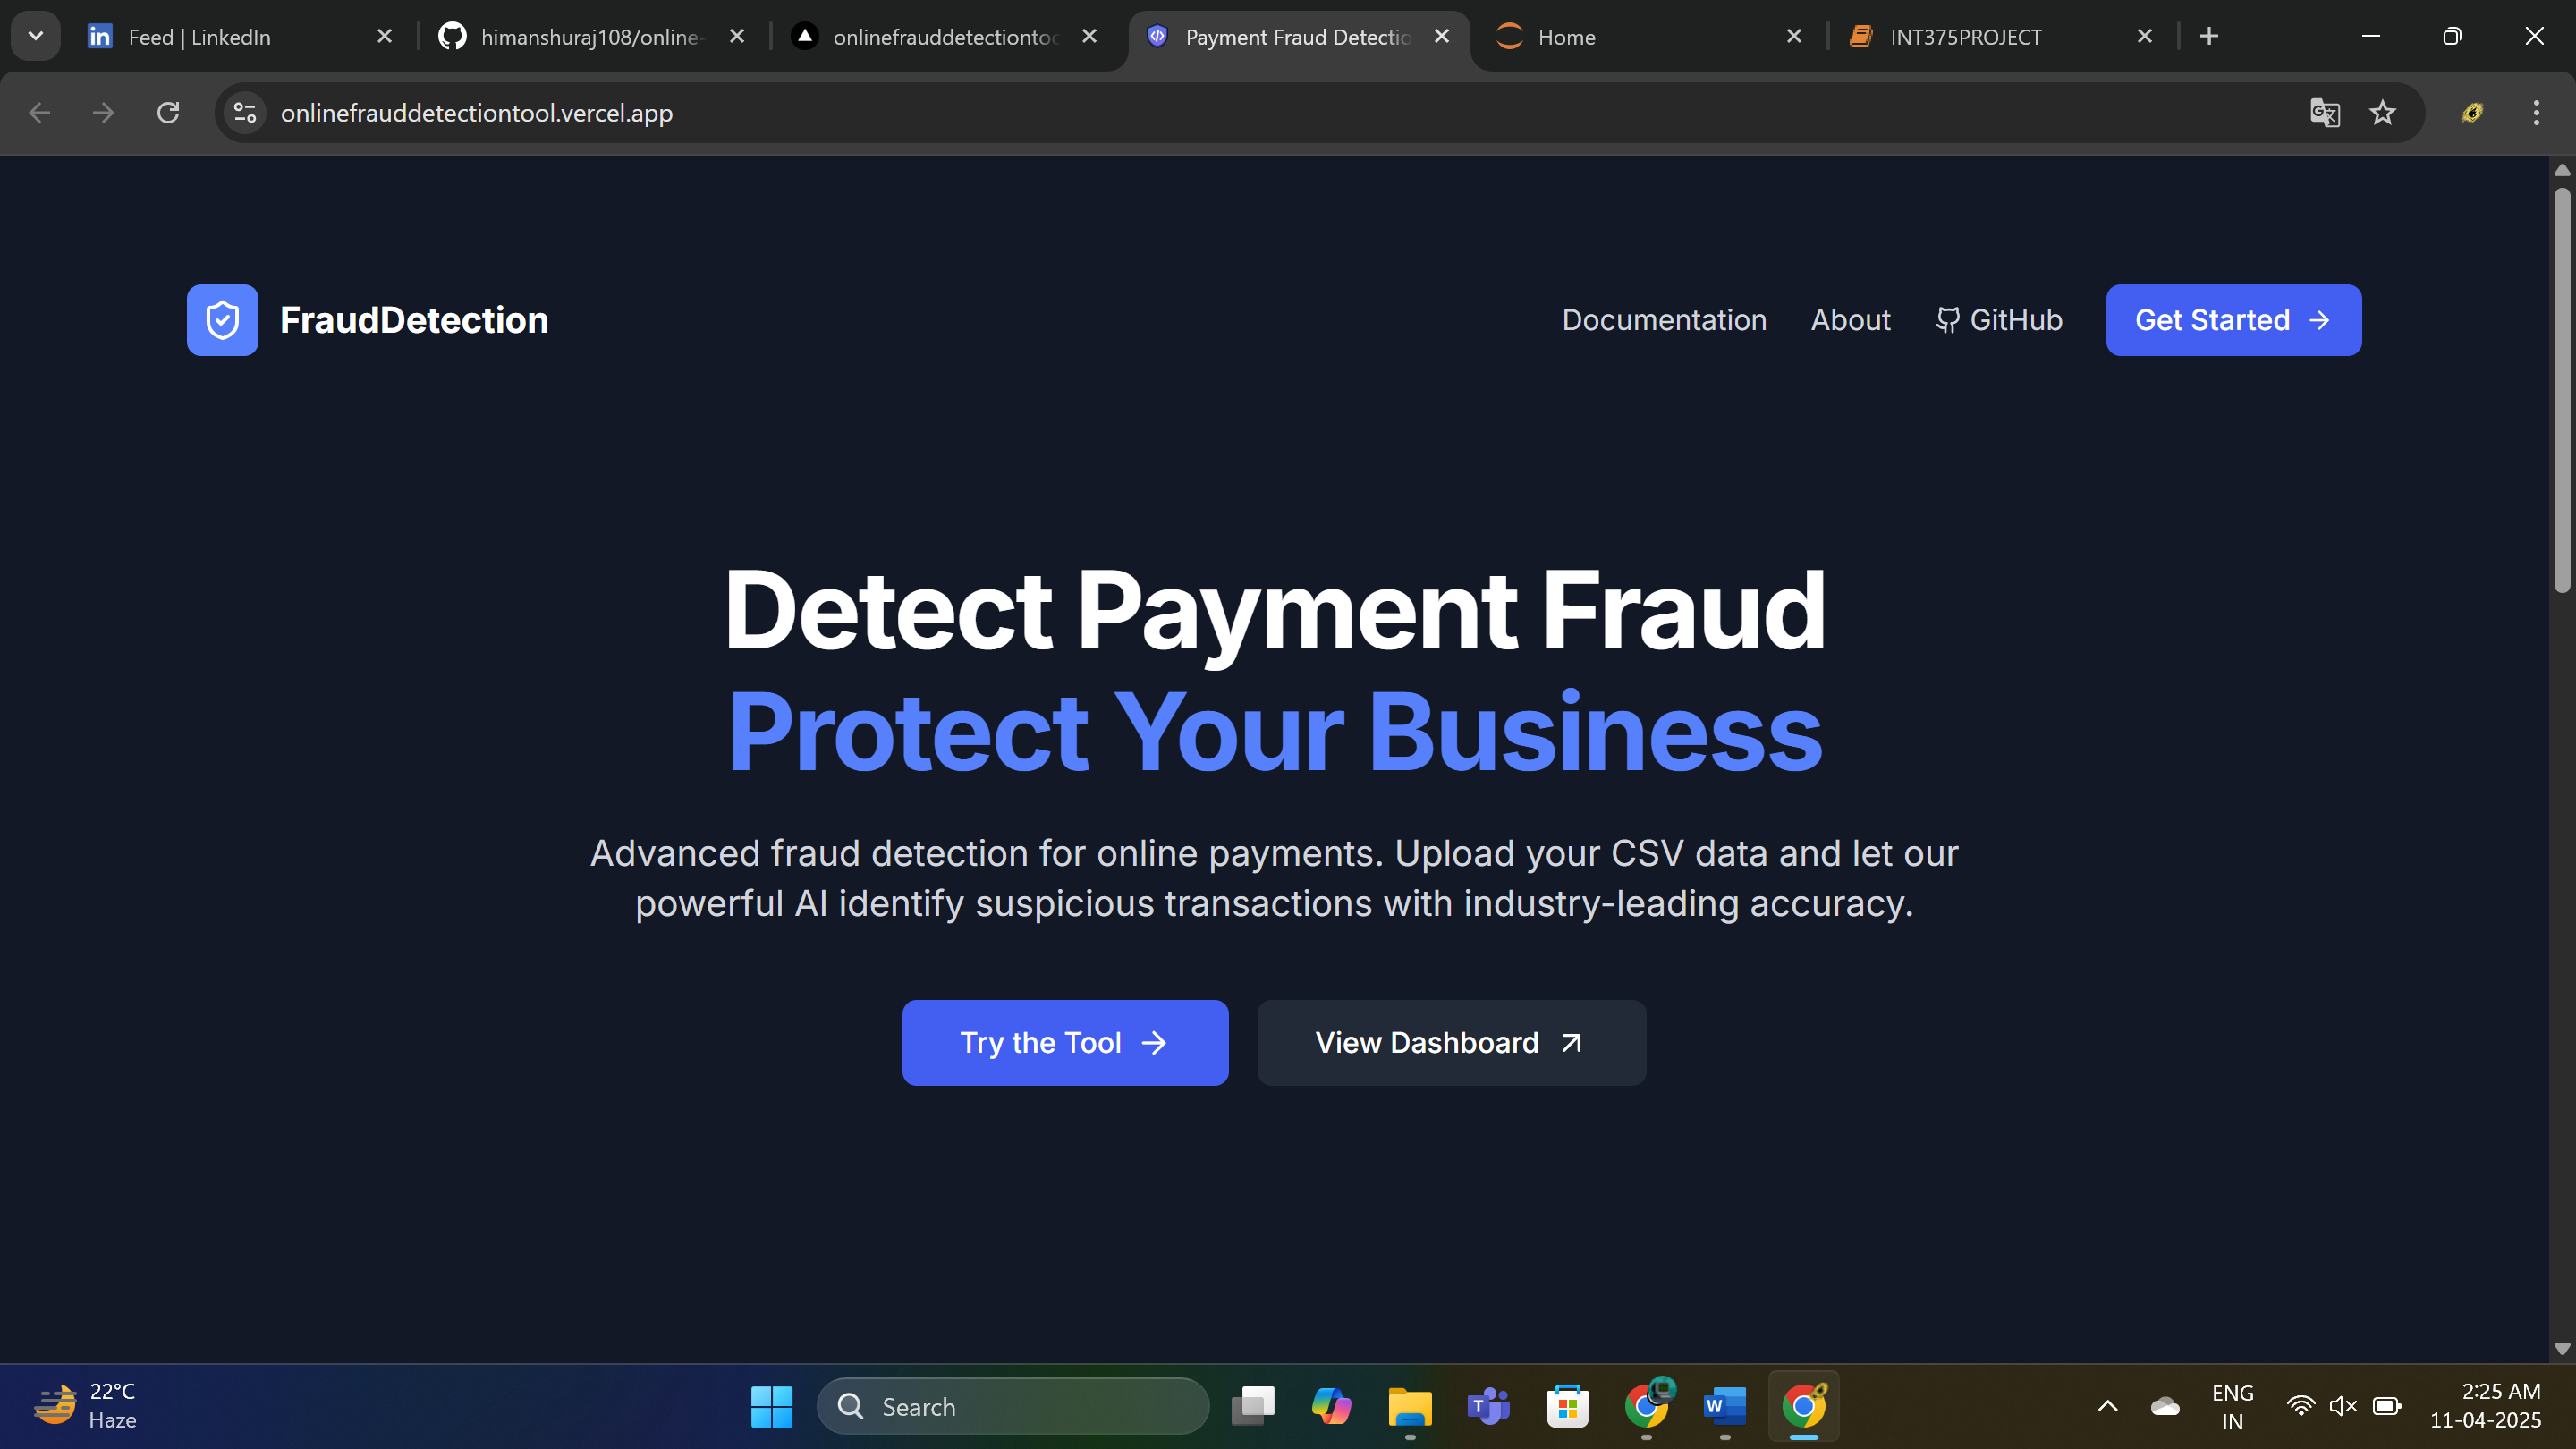 Feed | LinkedIn
himanshuraj108/online-
onlinefrauddetectiontoo
Payment Fraud Detectio
Home
INT375PROJECT
onlinefrauddetectiontool.vercel.app
FraudDetection
Documentation
About
GitHub
Get Started
Detect Payment Fraud
Protect Your Business
Advanced fraud detection for online payments. Upload your CSV data and let our
powerful AI identify suspicious transactions with industry-leading accuracy.
Try the Tool
View Dashboard
22°C
Haze
Search
ENG
IN
2:25 AM
11-04-2025